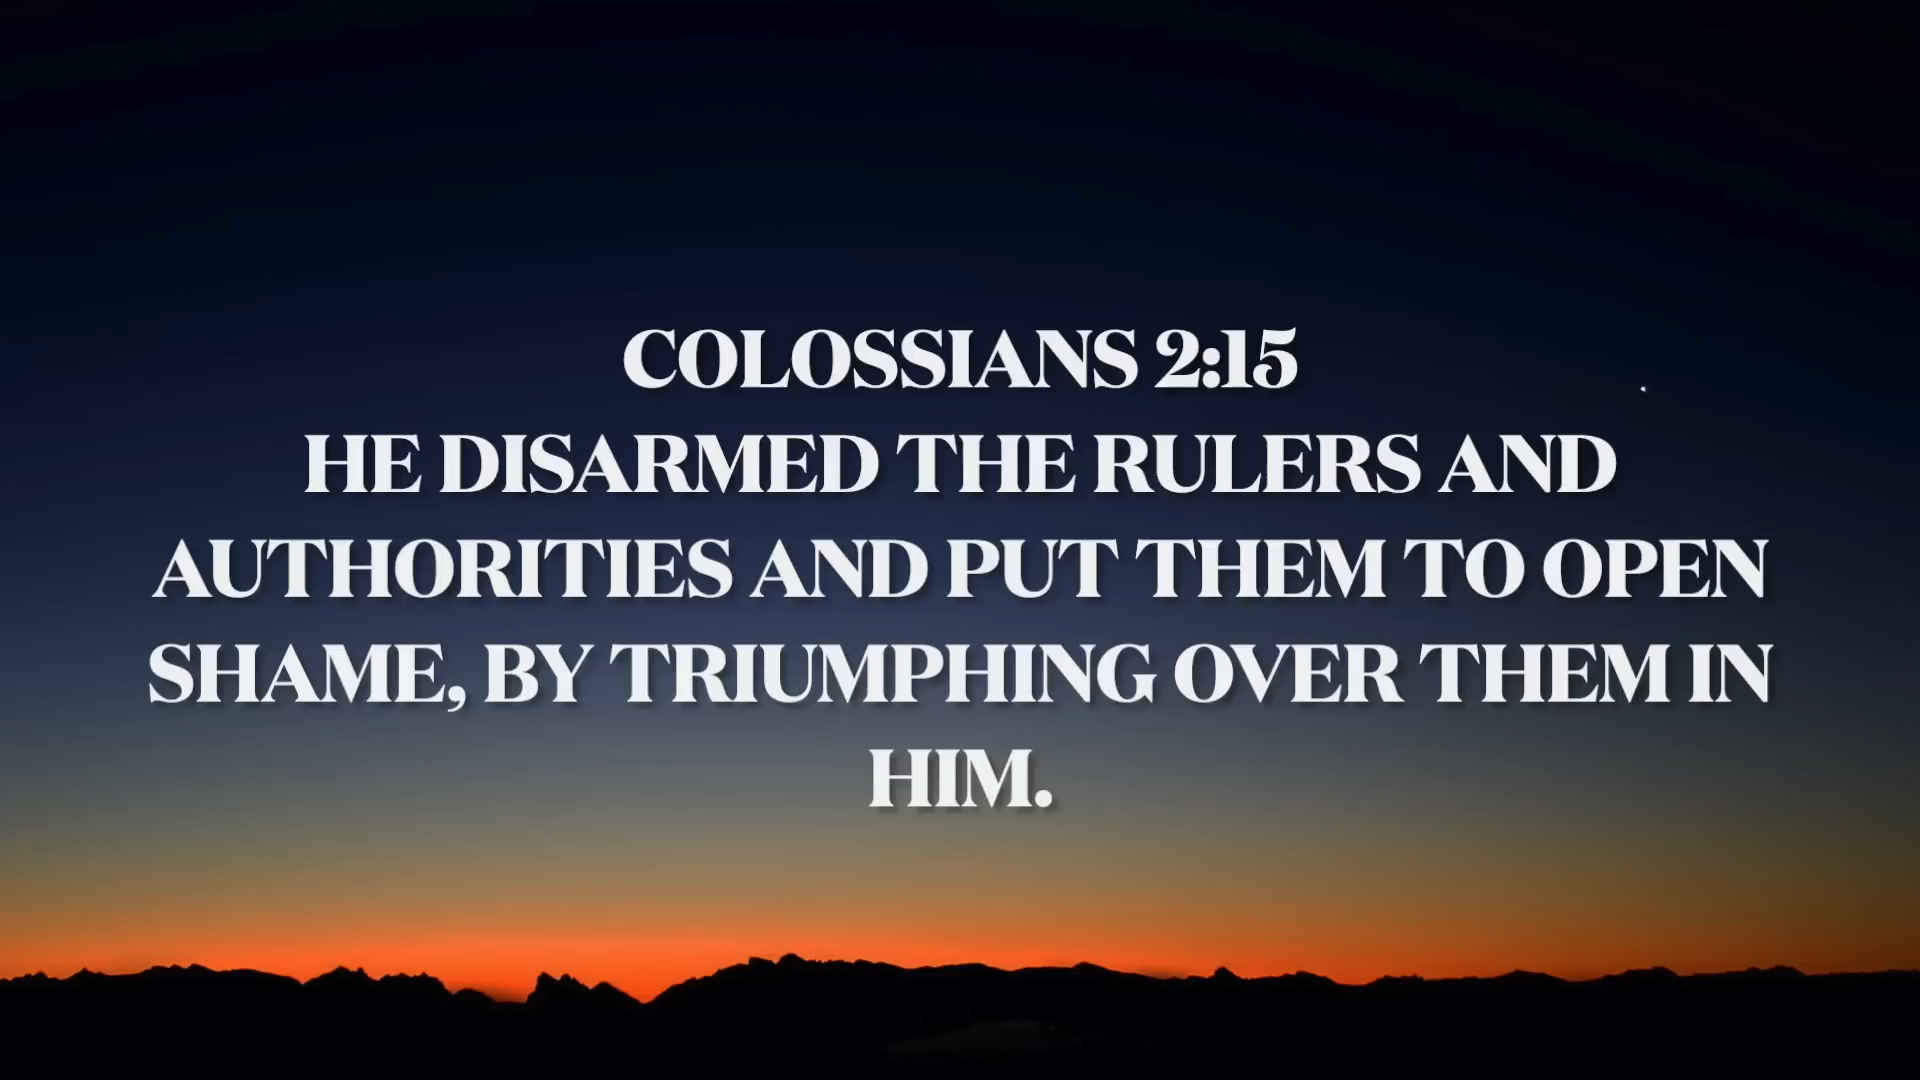 COLOSSIANS 2:15
HE DISARMED THE RULERS AND
AUTHORITIES AND PUT THEM TO OPEN
SHAME, BY TRIUMPHING OVER THEM IN
HIM.